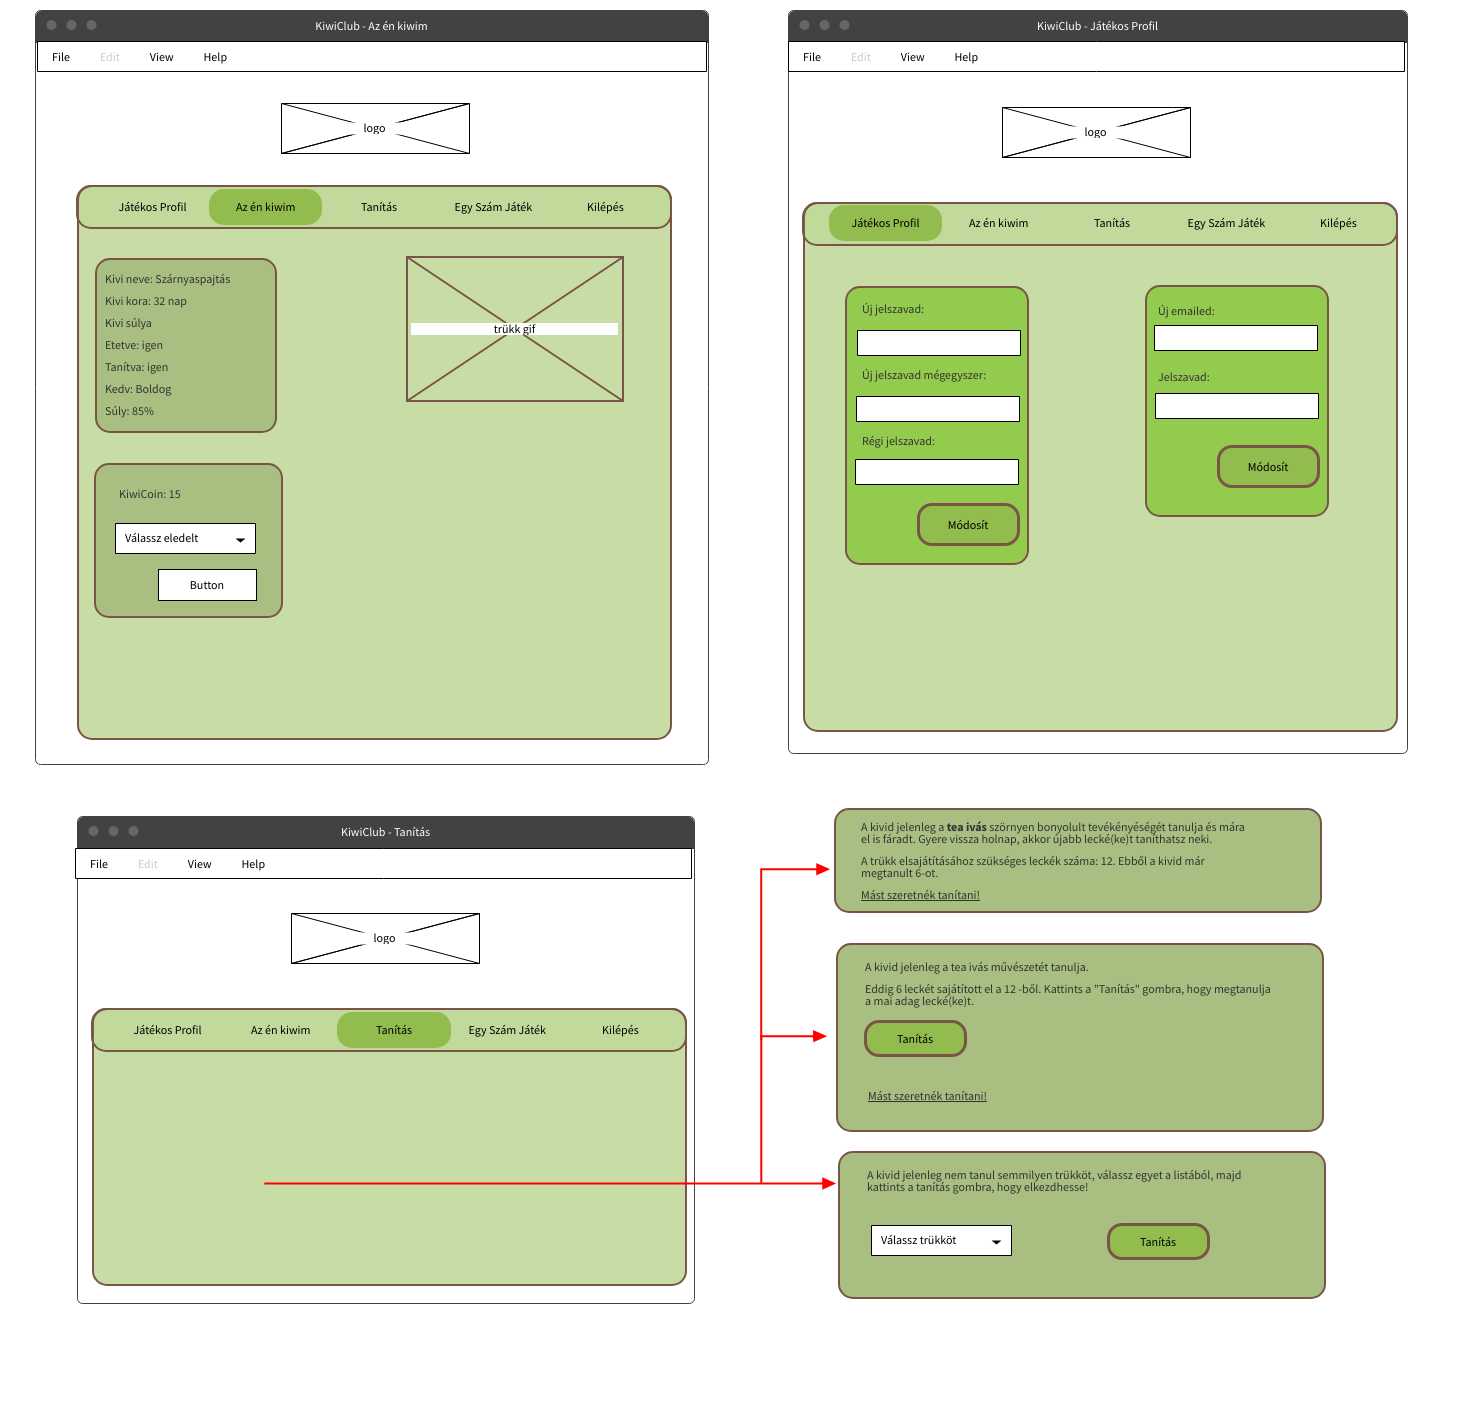 KiwiClub - Az én kiwim
File Edit View Help
logo
Játékos Profil Az én kiwim Tanítás Egy Szám Játék Kilépés
Kivi neve: Szárnyaspajtás
Kivi kora: 32 nap
Kivi súlya
Etetve: igen
Tanítva: igen
Kedv: Boldog
Súly: 85%
trükk gif
KiwiCoin: 15
Válassz eledelt
Button
KiwiClub - Játékos Profil
File Edit View Help
logo
Játékos Profil Az én kiwim Tanítás Egy Szám Játék Kilépés
Új jelszavad:
Új jelszavad mégegyszer:
Régi jelszavad:
Módosít
Új emailed:
Jelszavad:
Módosít
KiwiClub - Tanítás
File Edit View Help
logo
Játékos Profil Az én kiwim Tanítás Egy Szám Játék Kilépés
A kivid jelenleg a tea ivás szörnyen bonyolult tevékényéségét tanulja és mára
el is fáradt. Gyere vissza holnap, akkor újabb lecké(ke)t taníthatsz neki.
A trükk elsajátításához szükséges leckék száma: 12. Ebből a kivid már
megtanult 6-ot.
Mást szeretnék tanítani!
A kivid jelenleg a tea ivás művészetét tanulja.
Eddig 6 leckét sajátított el a 12 -ből. Kattints a "Tanítás" gombra, hogy megtanulja
a mai adag lecké(ke)t.
Tanítás
Mást szeretnék tanítani!
A kivid jelenleg nem tanul semmilyen trükköt, válassz egyet a listából, majd
kattints a tanítás gombra, hogy elkezdhesse!
Válassz trükköt
Tanítás